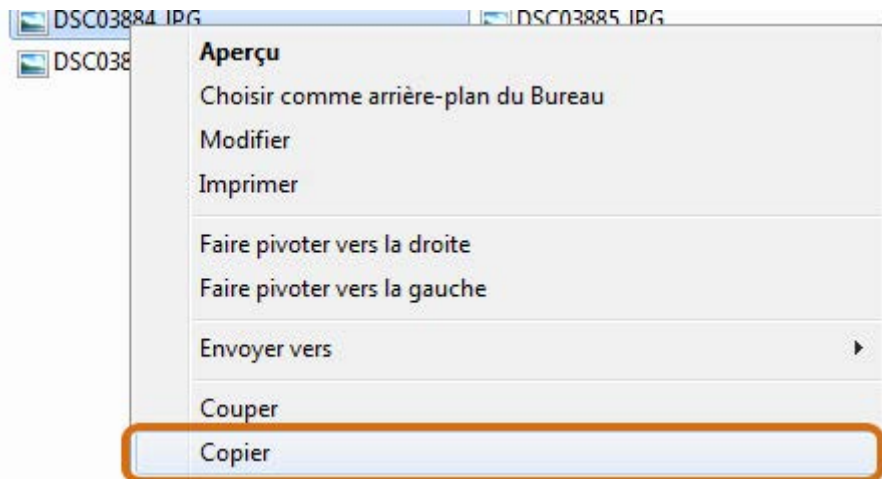 DSC03884.JPG
DSC03885.JPG
DSC038
Aperçu
Choisir comme arrière-plan du Bureau
Modifier
Imprimer
Faire pivoter vers la droite
Faire pivoter vers la gauche
Envoyer vers
Couper
Copier